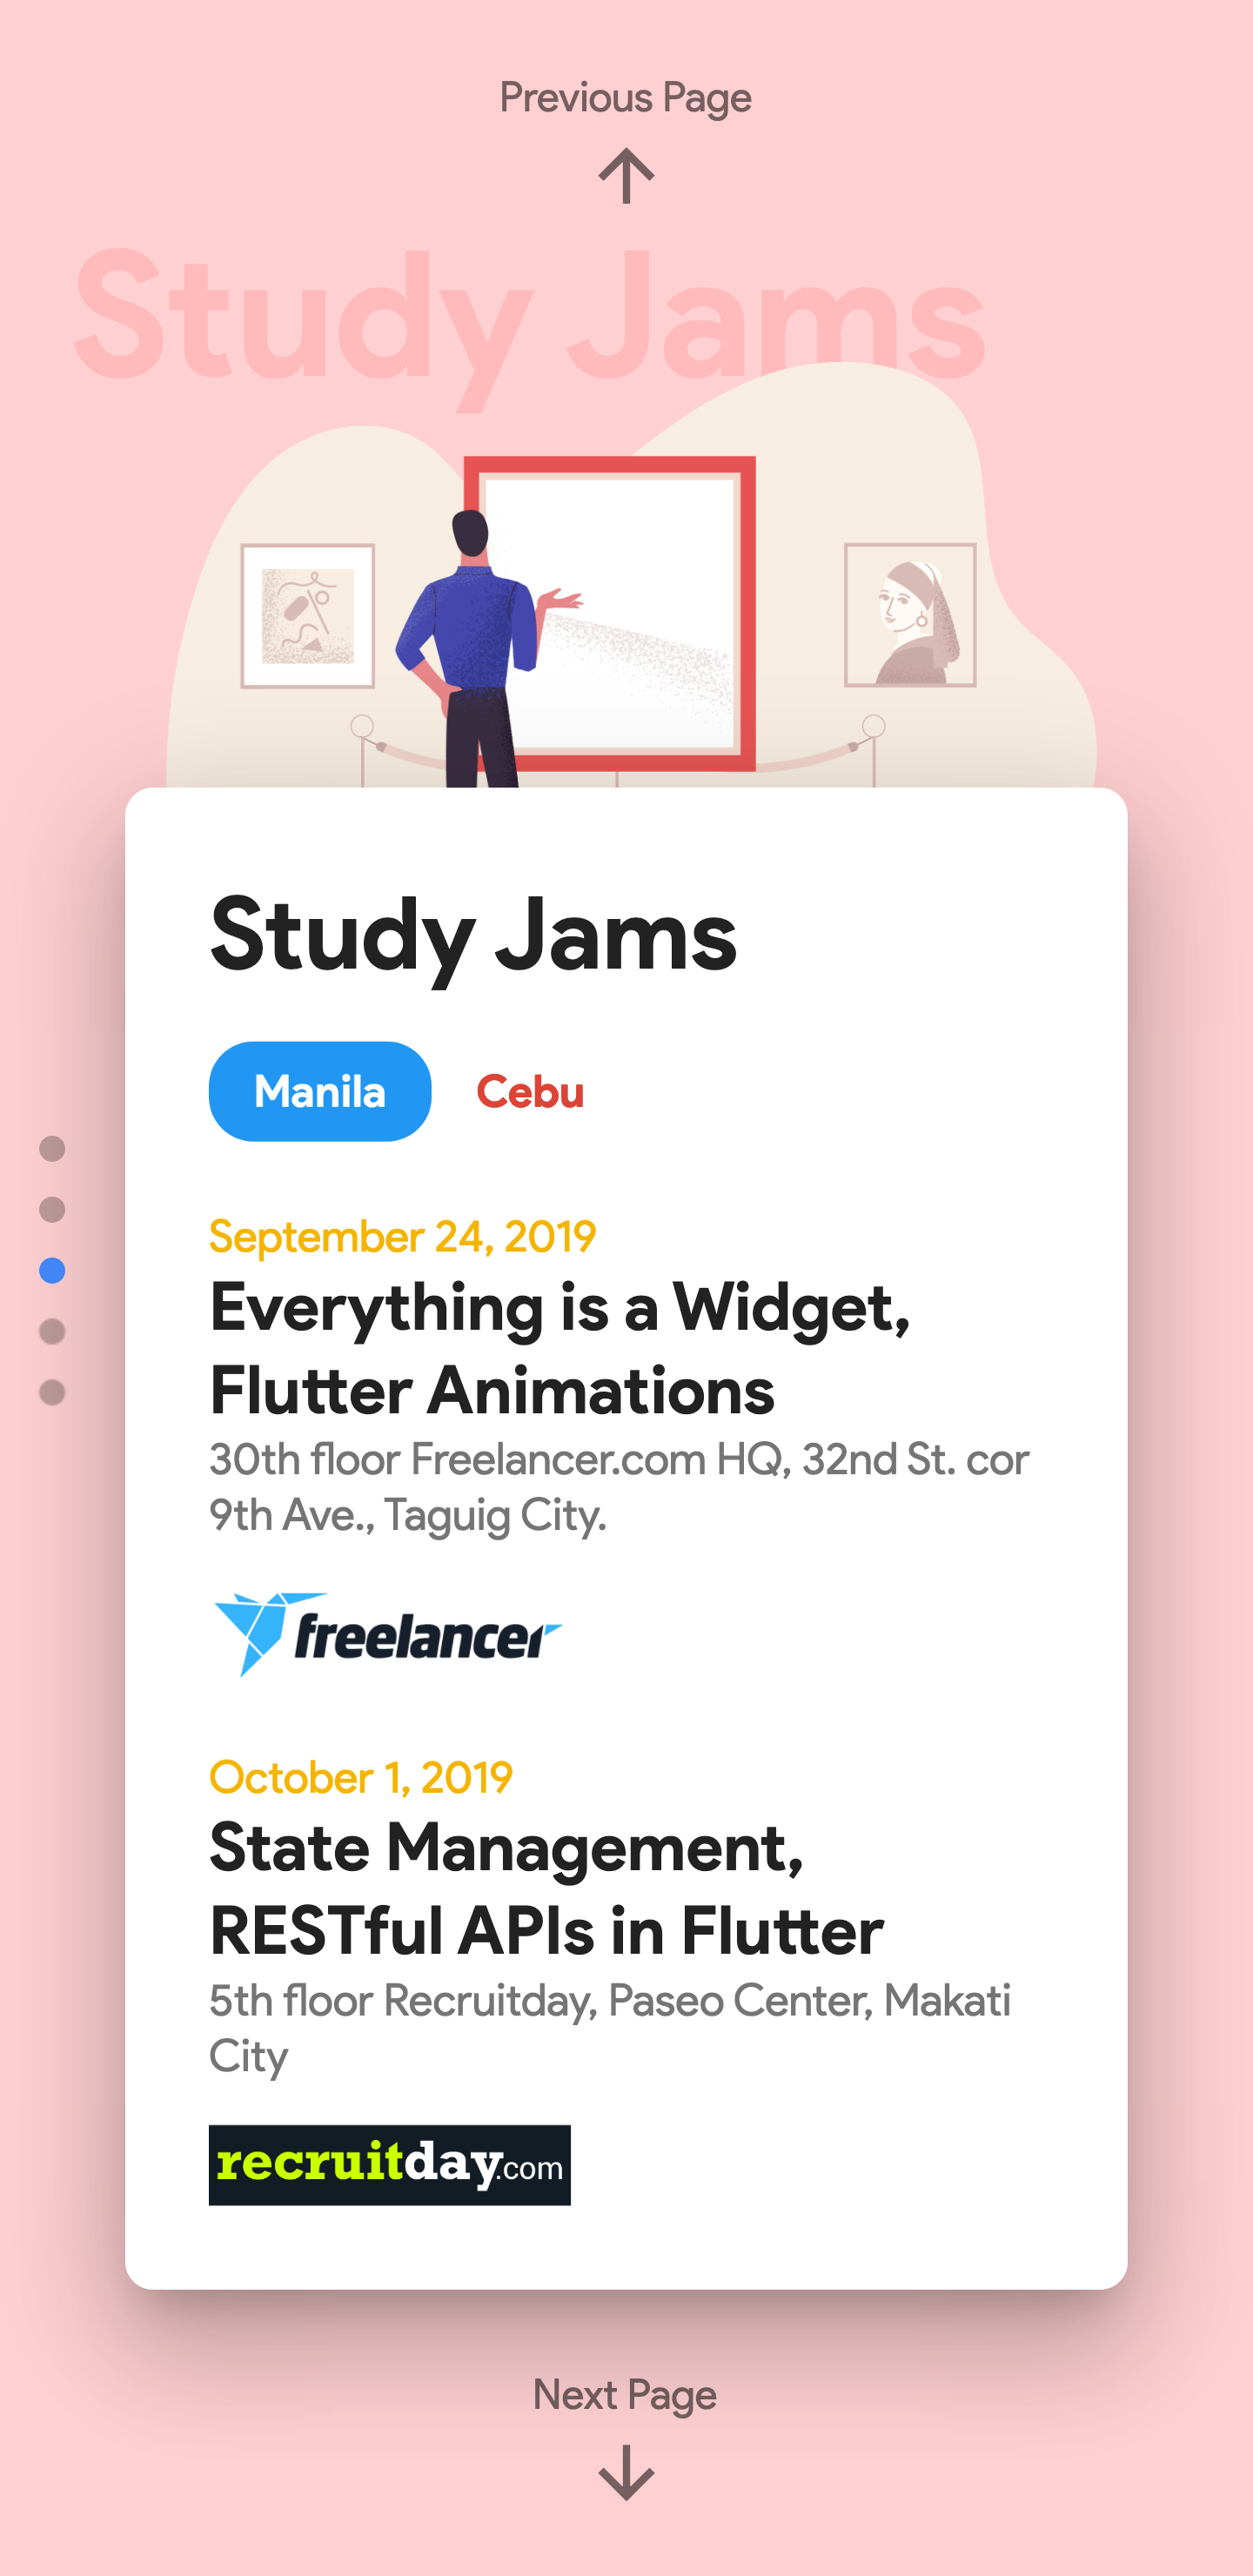 Previous Page
Study Jams
Study Jams
Manila Cebu
September 24, 2019
Everything is a Widget,
Flutter Animations
30th floor Freelancer.com HQ, 32nd St. cor
9th Ave., Taguig City.
freelancer
October 1, 2019
State Management,
RESTful APIs in Flutter
5th floor Recruitday, Paseo Center, Makati
City
recruitday.com
Next Page